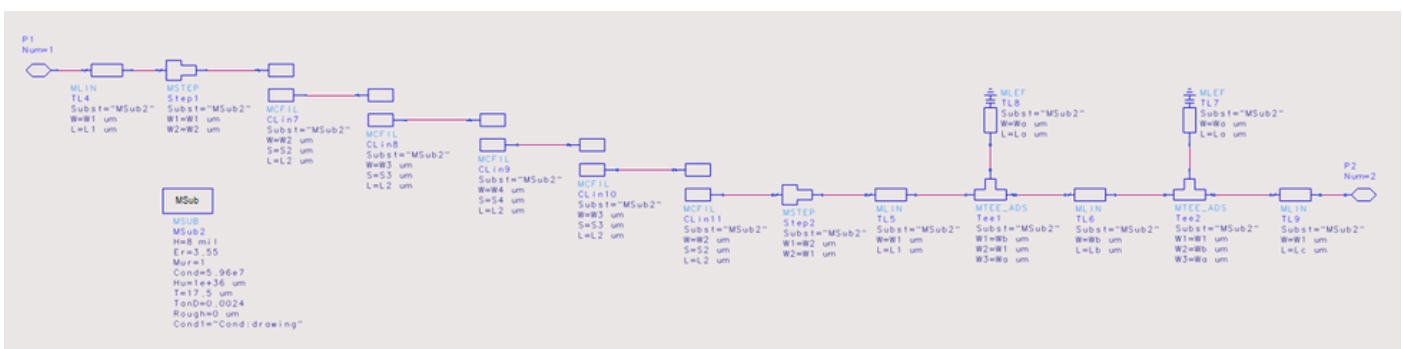 P1
Num=1
MLIN
TL4
Subst="MSub2"
W=W1 um
L=L1 um
MSTEP
Step1
Subst="MSub2"
W1=W1 um
W2=W2 um
MCFIL
CLin7
Subst="MSub2"
W=W2 um
S=S2 um
L=L2 um
MCFIL
CLin8
Subst="MSub2"
W=W3 um
S=S3 um
L=L2 um
MCFIL
CLin9
Subst="MSub2"
W=W4 um
S=S4 um
L=L2 um
MCFIL
CLin10
Subst="MSub2"
W=W3 um
S=S3 um
L=L2 um
MCFIL
CLin11
Subst="MSub2"
W=W2 um
S=S2 um
L=L2 um
MSTEP
Step2
Subst="MSub2"
W1=W2 um
W2=W1 um
MLIN
TL5
Subst="MSub2"
W=W1 um
L=L1 um
MLEF
TL8
Subst="MSub2"
W=Wa um
L=La um
MTEE_ADS
Tee1
Subst="MSub2"
W1=Wb um
W2=W1 um
W3=Wa um
MLIN
TL6
Subst="MSub2"
W=Wb um
L=Lb um
MLEF
TL7
Subst="MSub2"
W=Wa um
L=La um
MTEE_ADS
Tee2
Subst="MSub2"
W1=W1 um
W2=Wb um
W3=Wa um
MLIN
TL9
Subst="MSub2"
W=W1 um
L=Lc um
P2
Num=2
MSub
MSUB
MSub2
H=8 mil
Er=3.55
Mur=1
Cond=5.96e7
Hu=1e+36 um
T=17.5 um
TanD=0.0024
Rough=0 um
Cond1="Cond:drawing"